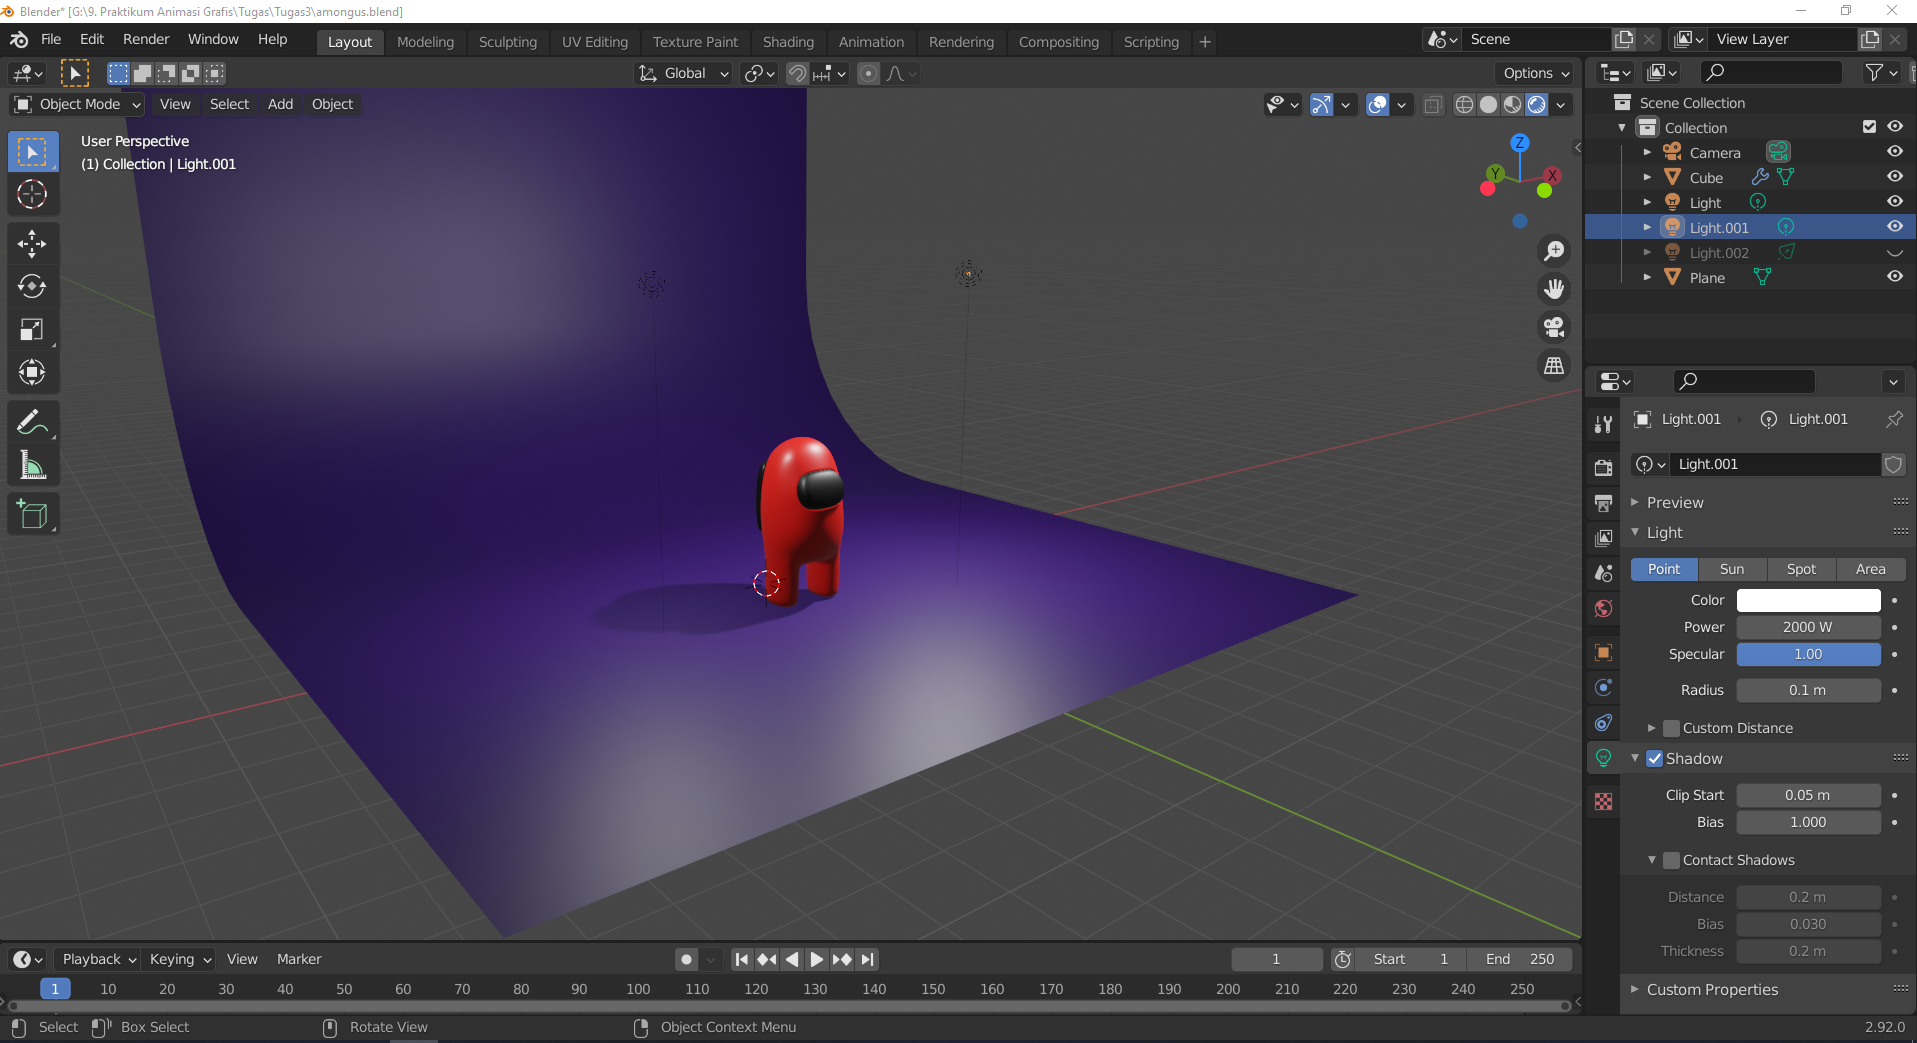 Blender* [G:\9. Praktikum Animasi Grafis\Tugas\Tugas3\amongus.blend]
File Edit Render Window Help Layout Modeling Sculpting UV Editing Texture Paint Shading Animation Rendering Compositing Scripting + Scene View Layer
Global Options
Object Mode View Select Add Object
User Perspective
(1) Collection | Light.001
Z
Y
X
Scene Collection
Collection
Camera
Cube
Light
Light.001
Light.002
Plane
Light.001 Light.001
Light.001
Preview
Light
Point Sun Spot Area
Color
Power 2000 W
Specular 1.00
Radius 0.1 m
Custom Distance
Shadow
Clip Start 0.05 m
Bias 1.000
Contact Shadows
Distance 0.2 m
Bias 0.030
Thickness 0.2 m
Custom Properties
Playback Keying View Marker 1 Start 1 End 250
1 10 20 30 40 50 60 70 80 90 100 110 120 130 140 150 160 170 180 190 200 210 220 230 240 250
Select Box Select Rotate View Object Context Menu 2.92.0